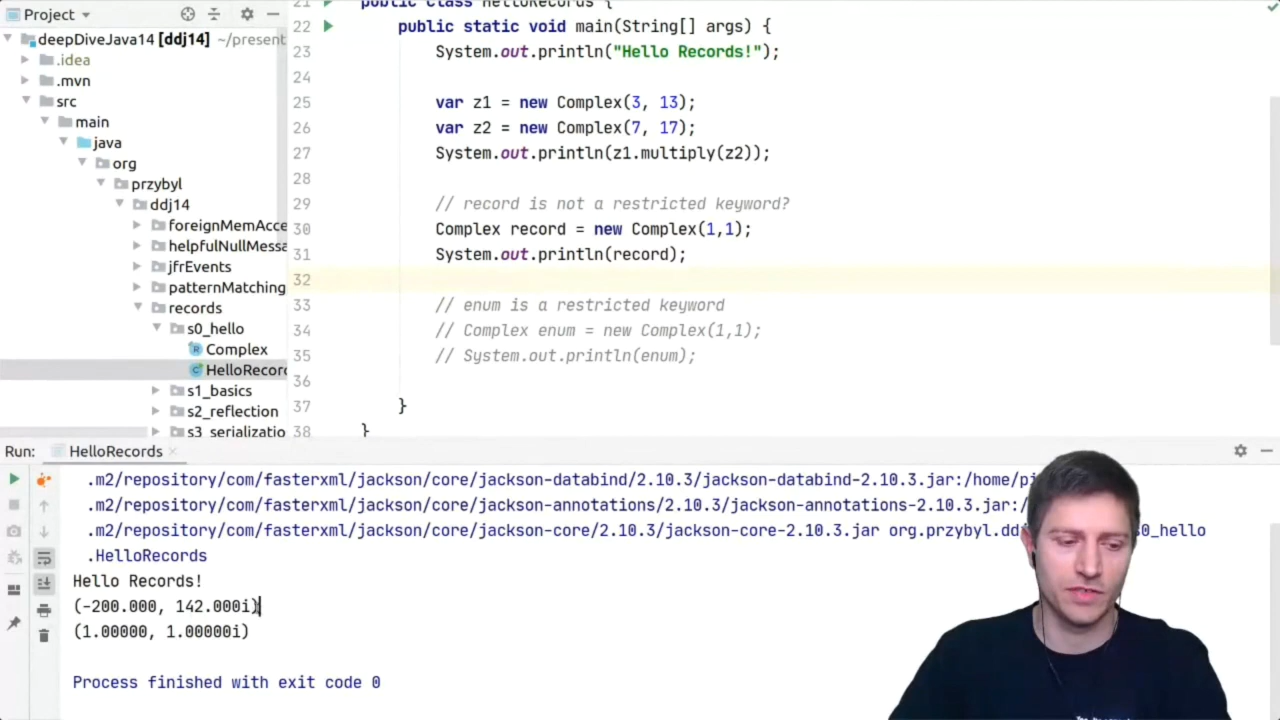 Project
deepDiveJava14 [ddj14] ~/present
.idea
.mvn
src
main
java
org
przybyl
ddj14
foreignMemAcce
helpfulNullMessa
jfrEvents
patternMatching
records
s0_hello
Complex
HelloRecord
s1_basics
s2_reflection
s3_serializatio
21 public class HelloRecords {
22 public static void main(String[] args) {
23 System.out.println("Hello Records!");
24
25 var z1 = new Complex(3, 13);
26 var z2 = new Complex(7, 17);
27 System.out.println(z1.multiply(z2));
28
29 // record is not a restricted keyword?
30 Complex record = new Complex(1,1);
31 System.out.println(record);
32
33 // enum is a restricted keyword
34 // Complex enum = new Complex(1,1);
35 // System.out.println(enum);
36
37 }
38 }
Run: HelloRecords
.m2/repository/com/fasterxml/jackson/core/jackson-databind/2.10.3/jackson-databind-2.10.3.jar:/home/pi
.m2/repository/com/fasterxml/jackson/core/jackson-annotations/2.10.3/jackson-annotations-2.10.3.jar:/
.m2/repository/com/fasterxml/jackson/core/jackson-core/2.10.3/jackson-core-2.10.3.jar org.przybyl.dd s0_hello
.HelloRecords
Hello Records!
(-200.000, 142.000i)
(1.00000, 1.00000i)
Process finished with exit code 0